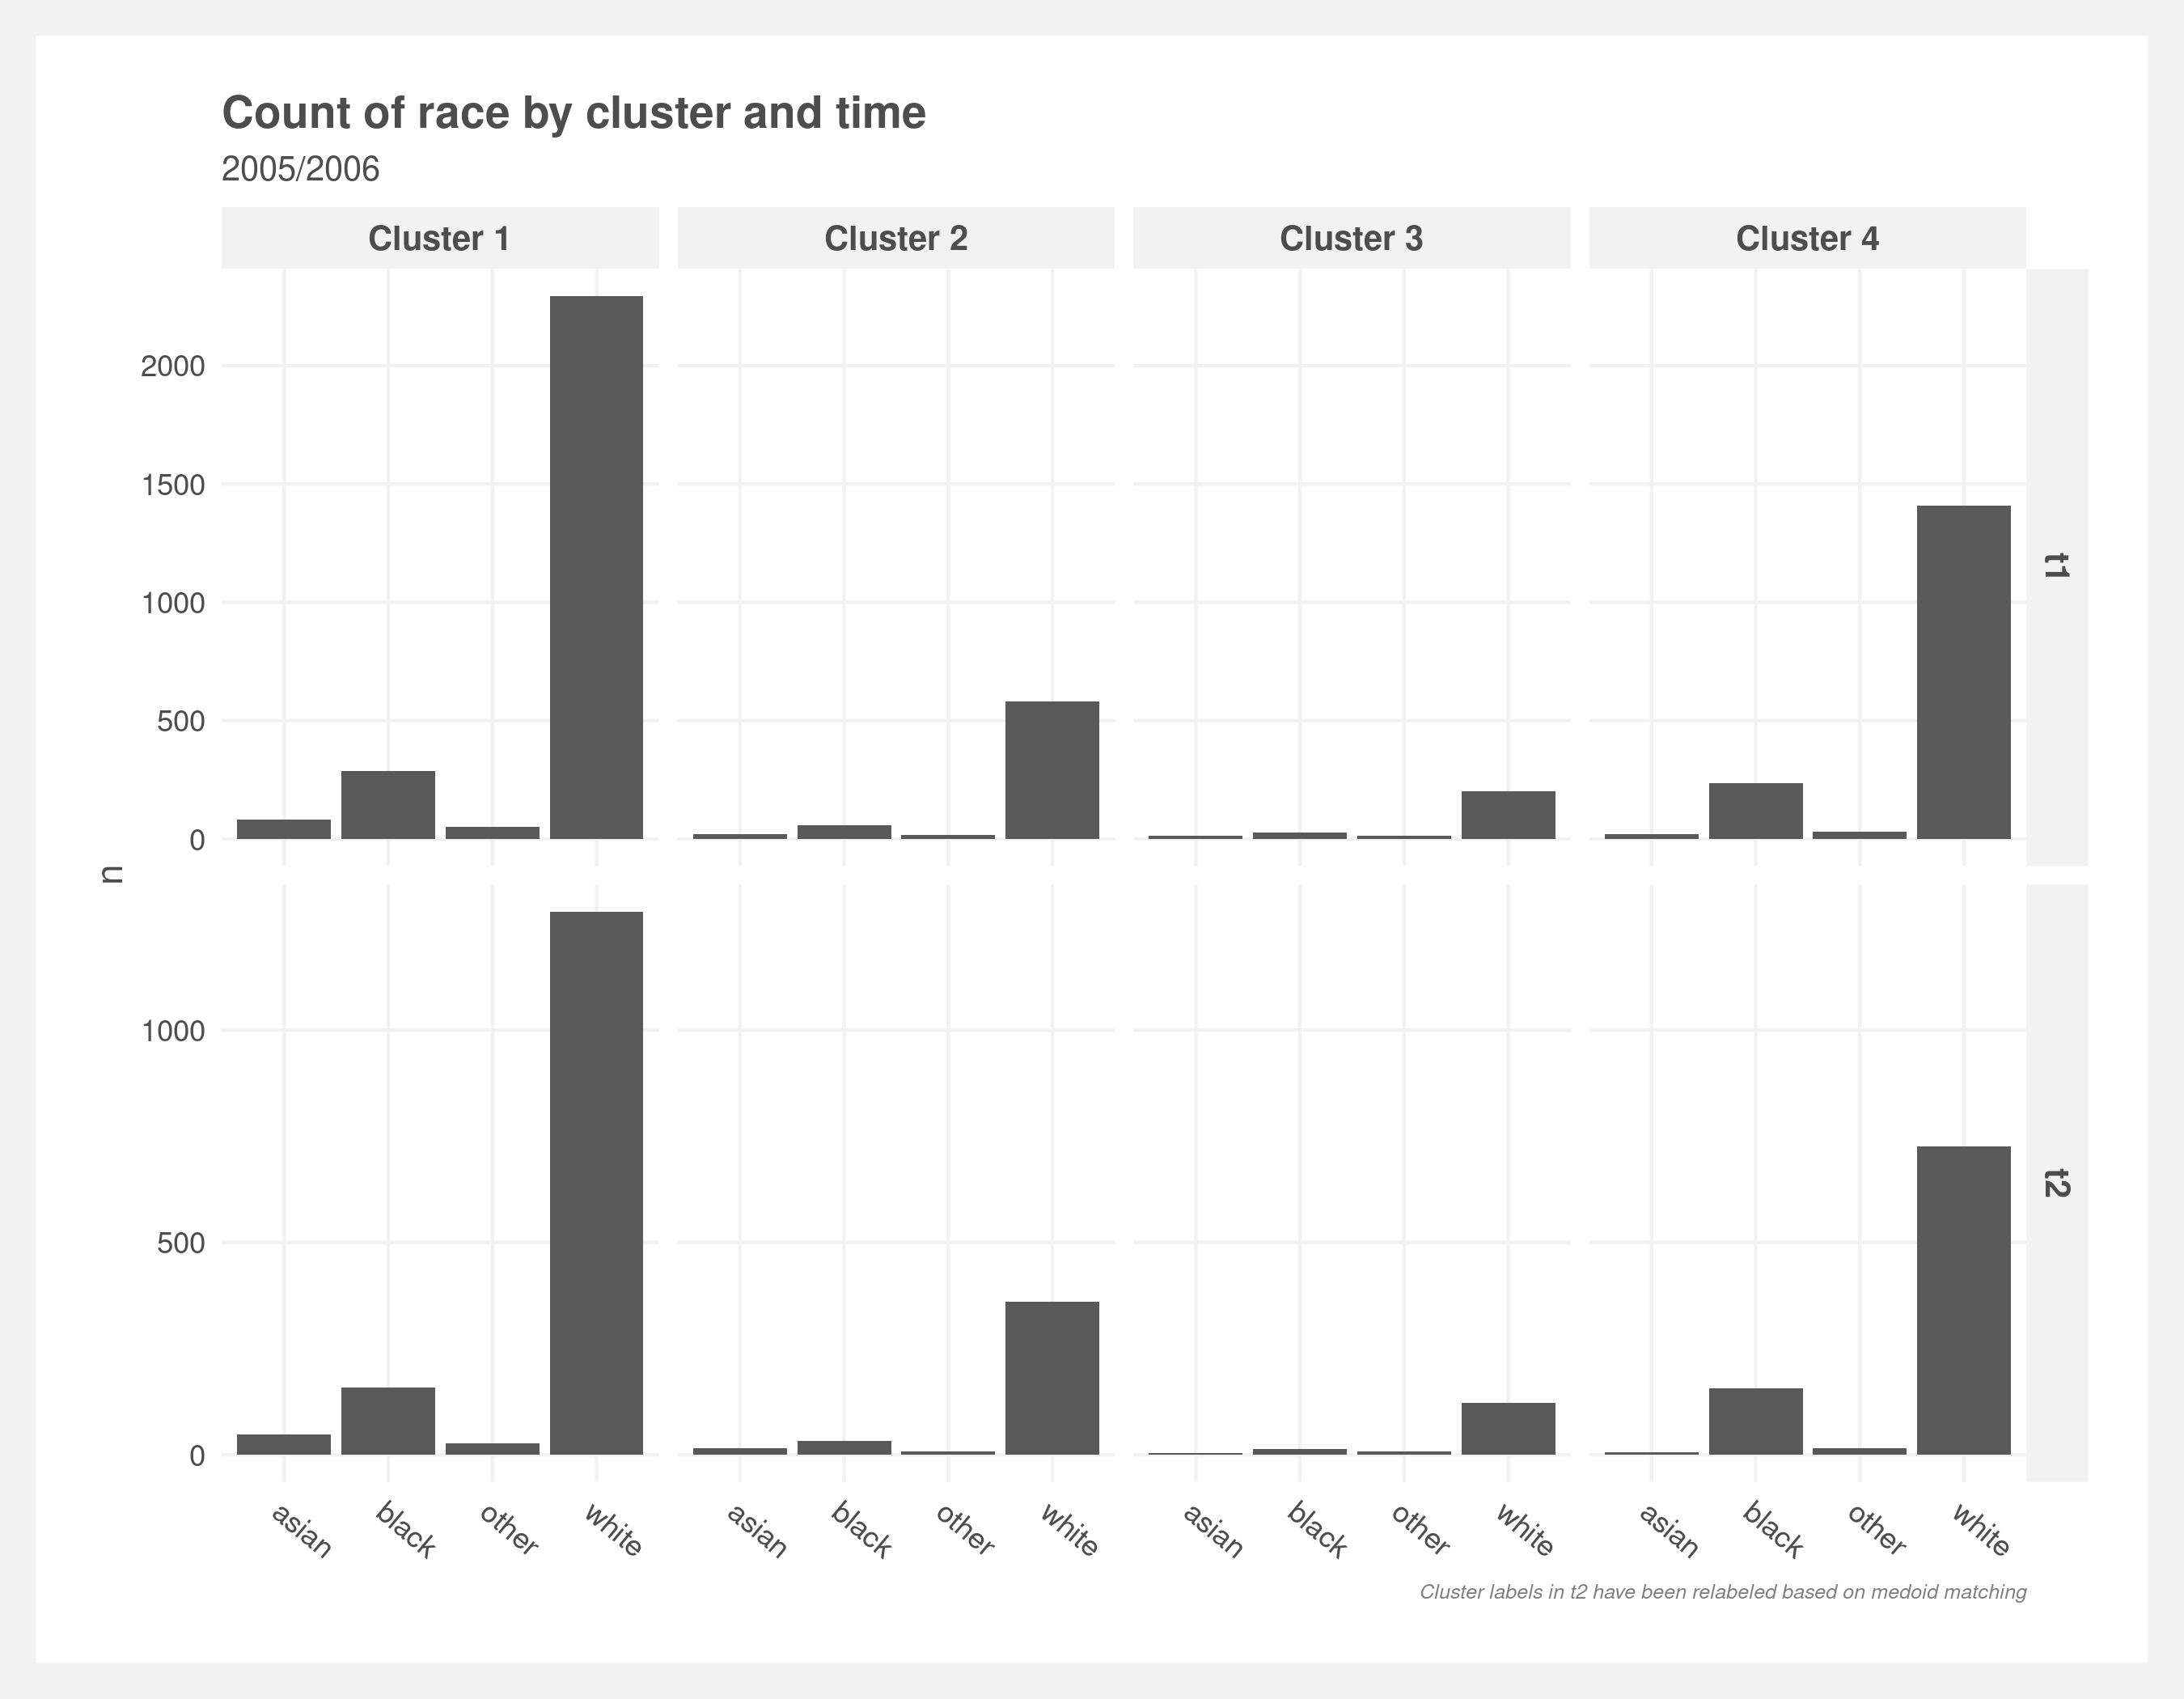 Count of race by cluster and time
2005/2006
Cluster 1 Cluster 2 Cluster 3 Cluster 4
2000
1500
1000
500
0
t1
n
1000
500
0
t2
asian black other white asian black other white asian black other white asian black other white
Cluster labels in t2 have been relabeled based on medoid matching